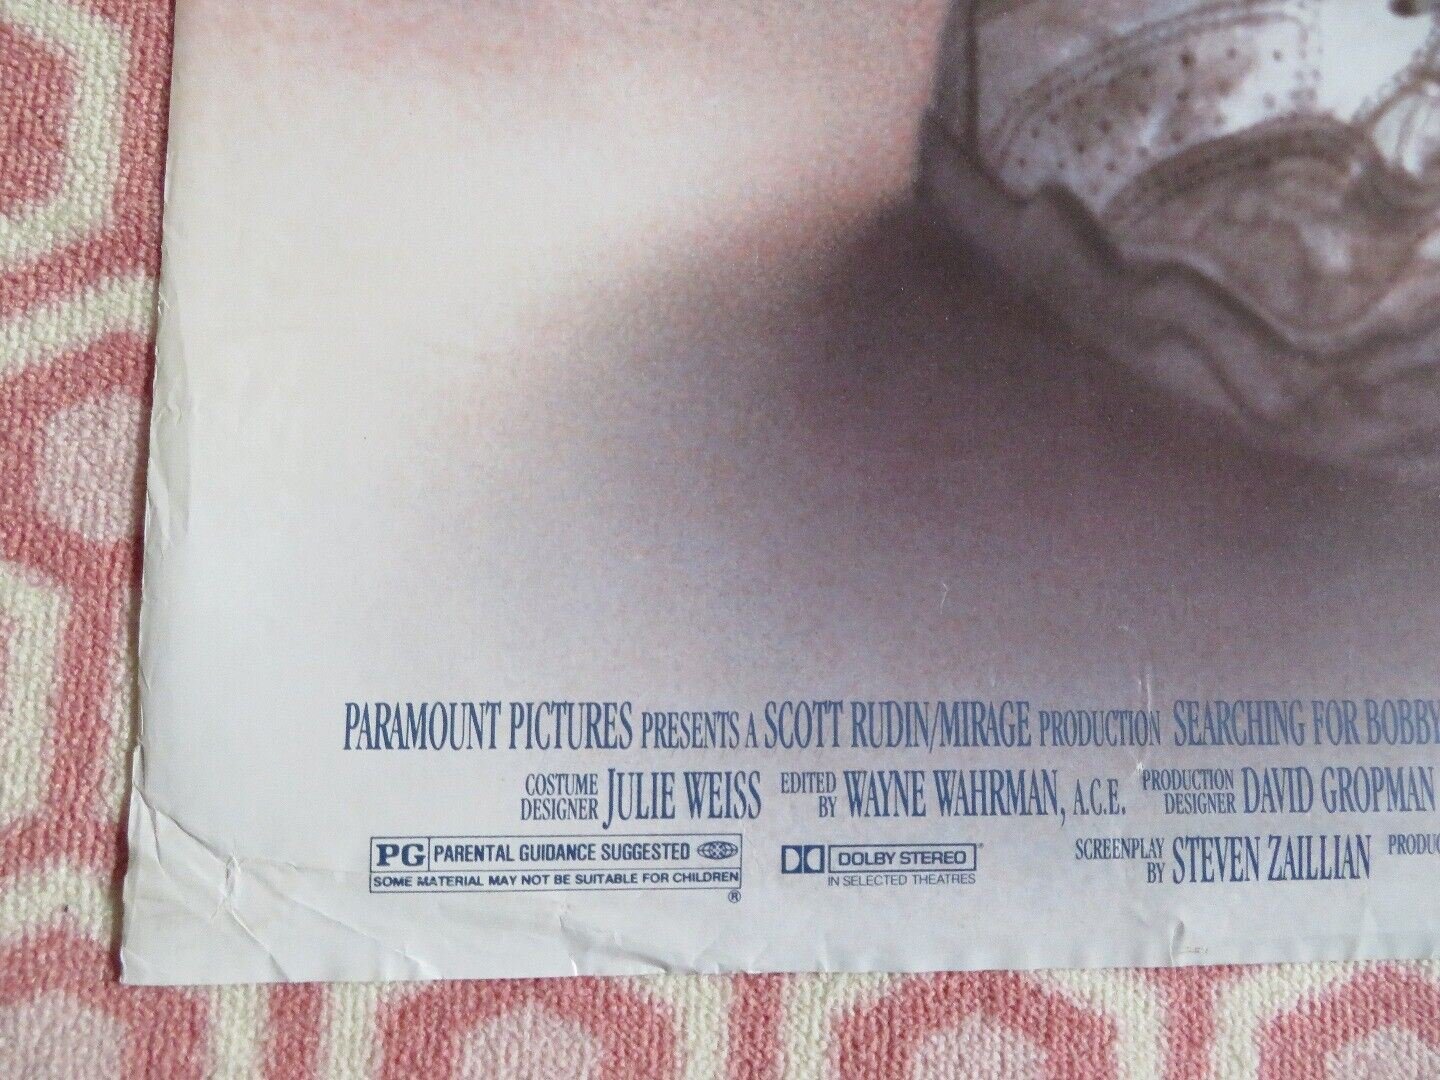 PARAMOUNT PICTURES PRESENTS A SCOTT RUDIN/MIRAGE PRODUCTION SEARCHING FOR BOBBY
COSTUME DESIGNER JULIE WEISS EDITED BY WAYNE WAHRMAN, A.C.E. PRODUCTION DESIGNER DAVID GROPMAN
SCREENPLAY BY STEVEN ZAILLIAN PRODUC
PG PARENTAL GUIDANCE SUGGESTED
SOME MATERIAL MAY NOT BE SUITABLE FOR CHILDREN
®
DOLBY STEREO
IN SELECTED THEATRES